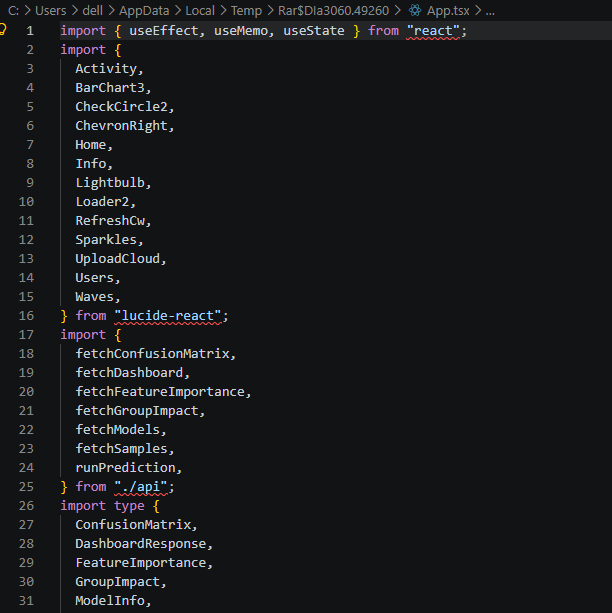 C: > Users > dell > AppData > Local > Temp > Rar$DIa3060.49260 > App.tsx > ...
1 import { useEffect, useMemo, useState } from "react";
2 import {
3 Activity,
4 BarChart3,
5 CheckCircle2,
6 ChevronRight,
7 Home,
8 Info,
9 Lightbulb,
10 Loader2,
11 RefreshCw,
12 Sparkles,
13 UploadCloud,
14 Users,
15 Waves,
16 } from "lucide-react";
17 import {
18 fetchConfusionMatrix,
19 fetchDashboard,
20 fetchFeatureImportance,
21 fetchGroupImpact,
22 fetchModels,
23 fetchSamples,
24 runPrediction,
25 } from "./api";
26 import type {
27 ConfusionMatrix,
28 DashboardResponse,
29 FeatureImportance,
30 GroupImpact,
31 ModelInfo,